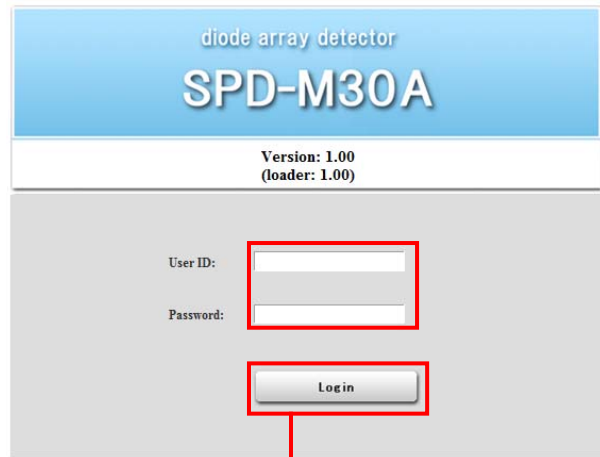 diode array detector
SPD-M30A
Version: 1.00
(loader: 1.00)
User ID:
Password:
Login